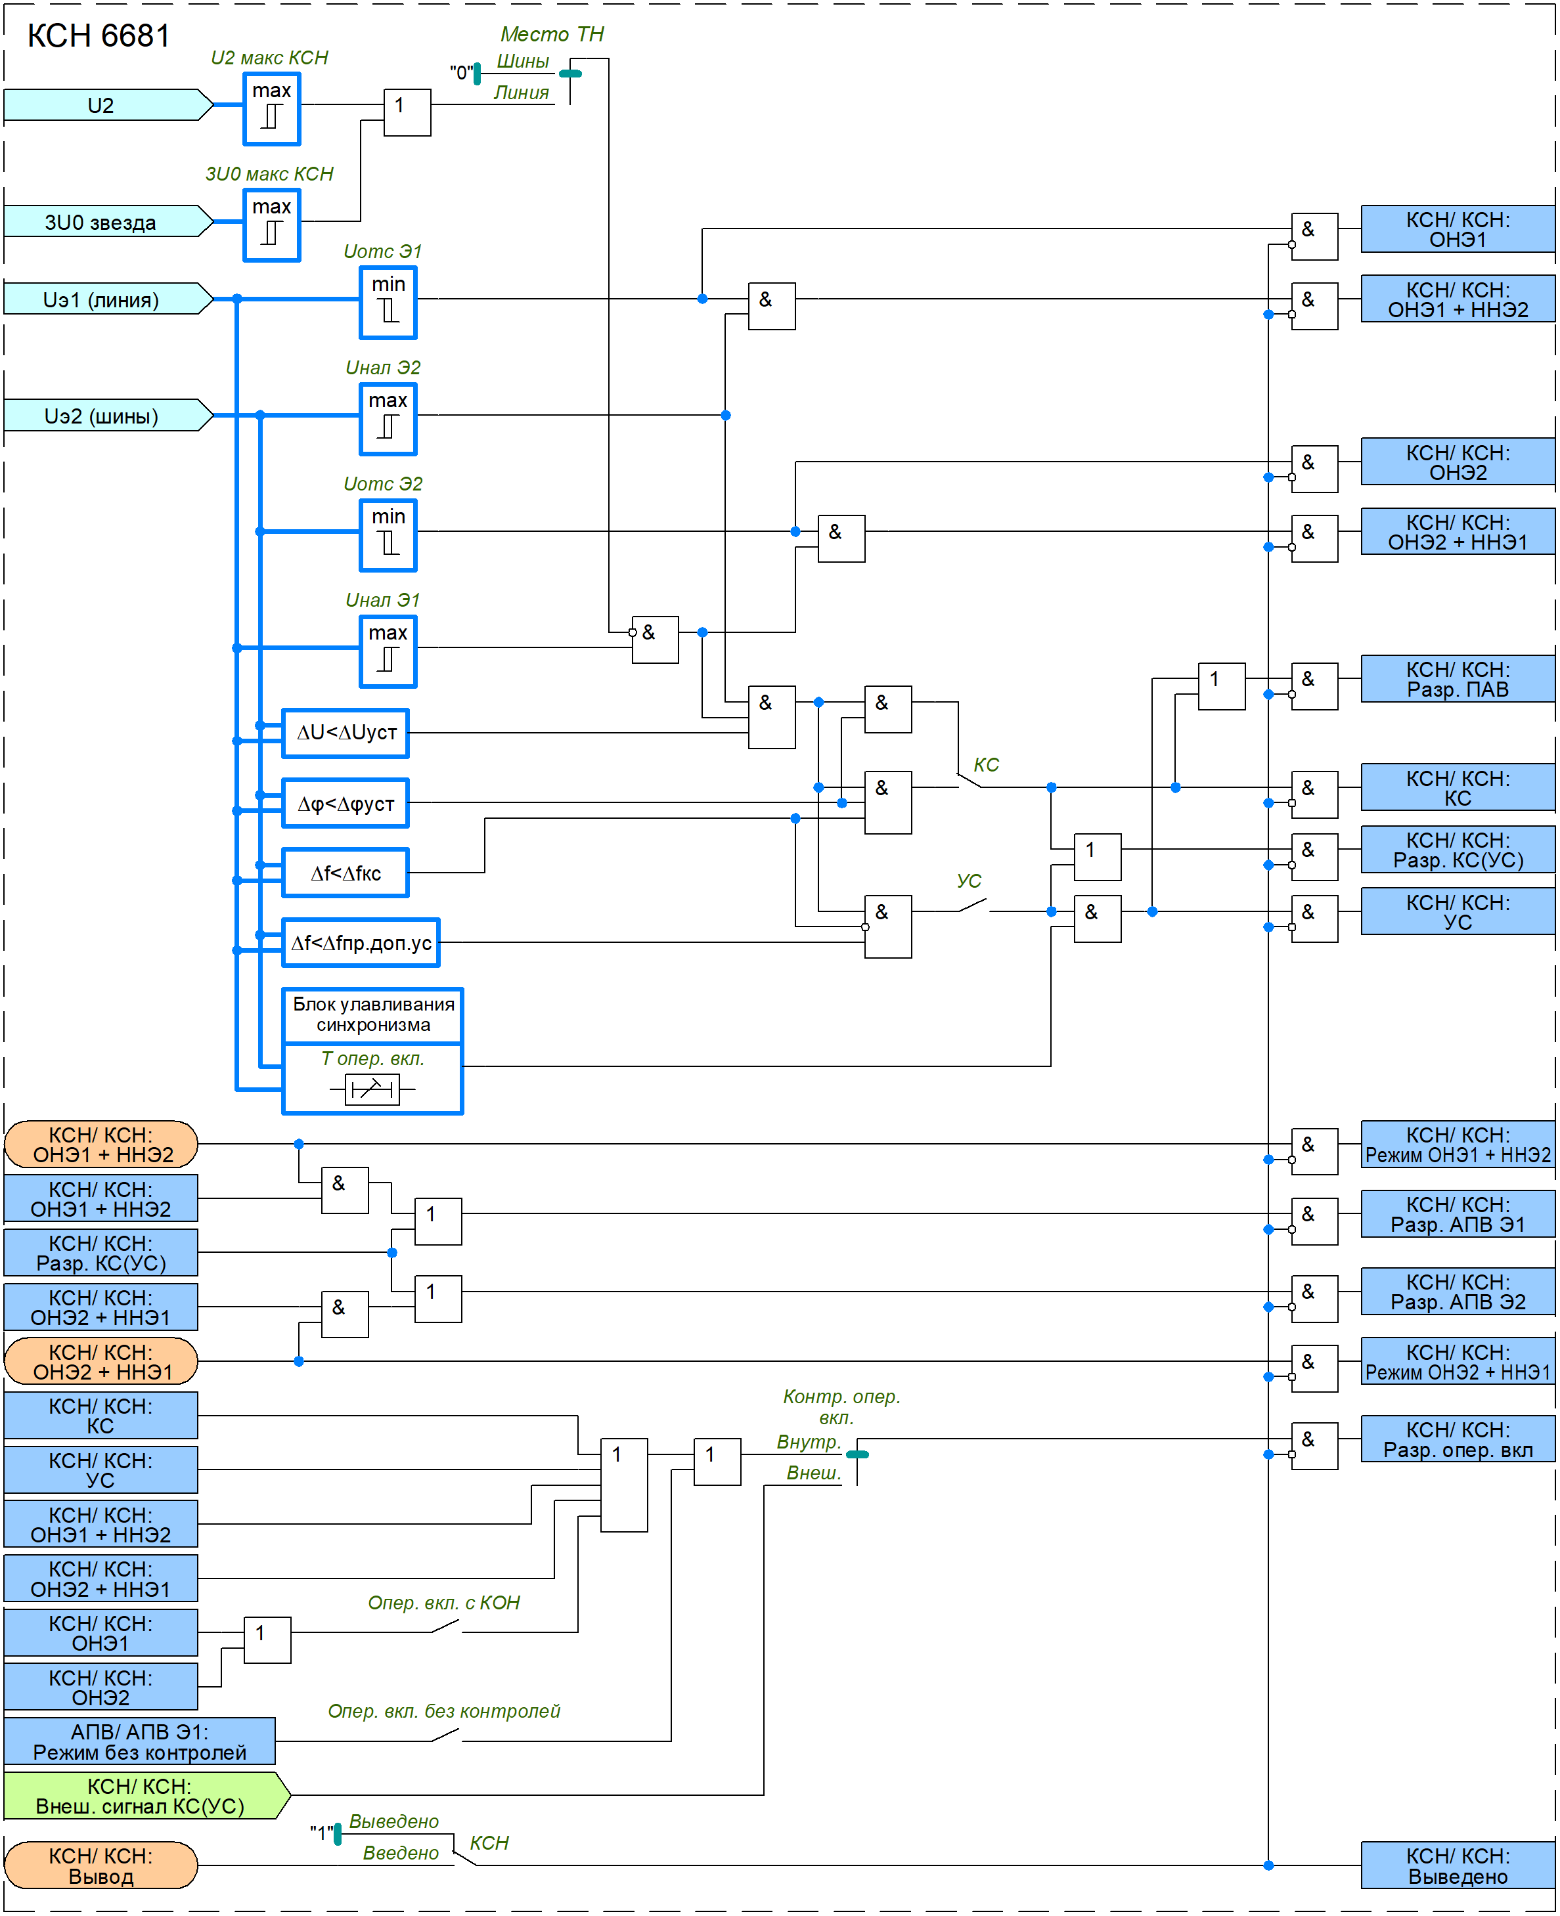 КСН 6681
Место ТН
U2 макс КСН
Шины
"0"
max
Линия
U2
1
3U0 макс КСН
max
3U0 звезда
&
КСН/ КСН:
ОНЭ1
Uотс Э1
min
Uэ1 (линия)
&
&
КСН/ КСН:
ОНЭ1 + ННЭ2
Uнал Э2
max
Uэ2 (шины)
&
КСН/ КСН:
ОНЭ2
Uотс Э2
min
&
&
КСН/ КСН:
ОНЭ2 + ННЭ1
Uнал Э1
max
&
1
&
КСН/ КСН:
Разр. ПАВ
&
&
ΔU<ΔUуст
КС
&
&
КСН/ КСН:
КС
Δφ<Δφуст
1
&
КСН/ КСН:
Разр. КС(УС)
Δf<Δfкс
УС
&
&
&
КСН/ КСН:
УС
Δf<Δfпр.доп.ус
Блок улавливания
синхронизма
Т опер. вкл.
КСН/ КСН:
ОНЭ1 + ННЭ2
&
КСН/ КСН:
Режим ОНЭ1 + ННЭ2
КСН/ КСН:
ОНЭ1 + ННЭ2
&
1
&
КСН/ КСН:
Разр. АПВ Э1
КСН/ КСН:
Разр. КС(УС)
1
&
КСН/ КСН:
Разр. АПВ Э2
КСН/ КСН:
ОНЭ2 + ННЭ1
&
КСН/ КСН:
ОНЭ2 + ННЭ1
&
КСН/ КСН:
Режим ОНЭ2 + ННЭ1
КСН/ КСН:
КС
Контр. опер.
вкл.
Внутр.
Внеш.
1
1
&
КСН/ КСН:
Разр. опер. вкл
КСН/ КСН:
УС
КСН/ КСН:
ОНЭ1 + ННЭ2
КСН/ КСН:
ОНЭ2 + ННЭ1
Опер. вкл. с КОН
КСН/ КСН:
ОНЭ1
1
КСН/ КСН:
ОНЭ2
Опер. вкл. без контролей
АПВ/ АПВ Э1:
Режим без контролей
КСН/ КСН:
Внеш. сигнал КС(УС)
"1"
Выведено
КСН
Введено
КСН/ КСН:
Вывод
КСН/ КСН:
Выведено